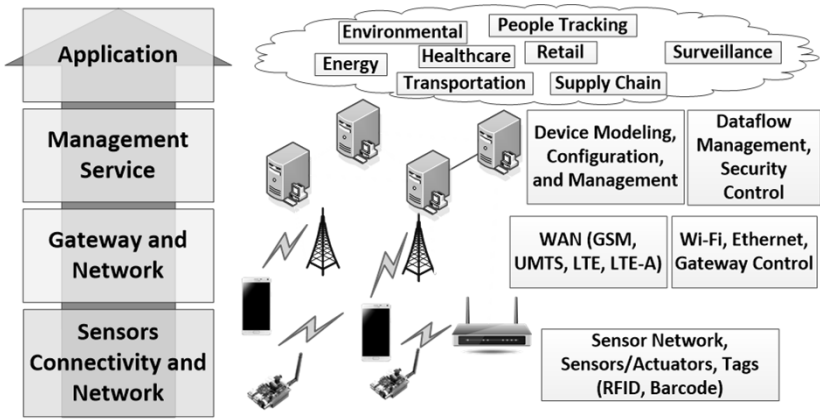 Application
Environmental
People Tracking
Energy
Healthcare
Retail
Surveillance
Transportation
Supply Chain
Management
Service
Device Modeling,
Configuration,
and Management
Dataflow
Management,
Security
Control
Gateway and
Network
WAN (GSM,
UMTS, LTE, LTE-A)
Wi-Fi, Ethernet,
Gateway Control
Sensors
Connectivity and
Network
Sensor Network,
Sensors/Actuators, Tags
(RFID, Barcode)